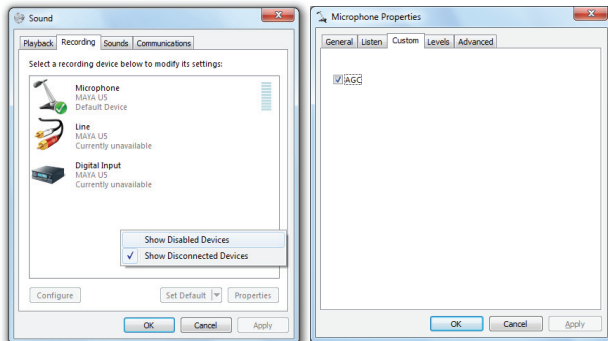 Sound
Playback Recording Sounds Communications
Select a recording device below to modify its settings:
Microphone
MAYA U5
Default Device
Line
MAYA U5
Currently unavailable
Digital Input
MAYA U5
Currently unavailable
Show Disabled Devices
Show Disconnected Devices
Configure Set Default Properties
OK Cancel Apply
Microphone Properties
General Listen Custom Levels Advanced
AGC
OK Cancel Apply